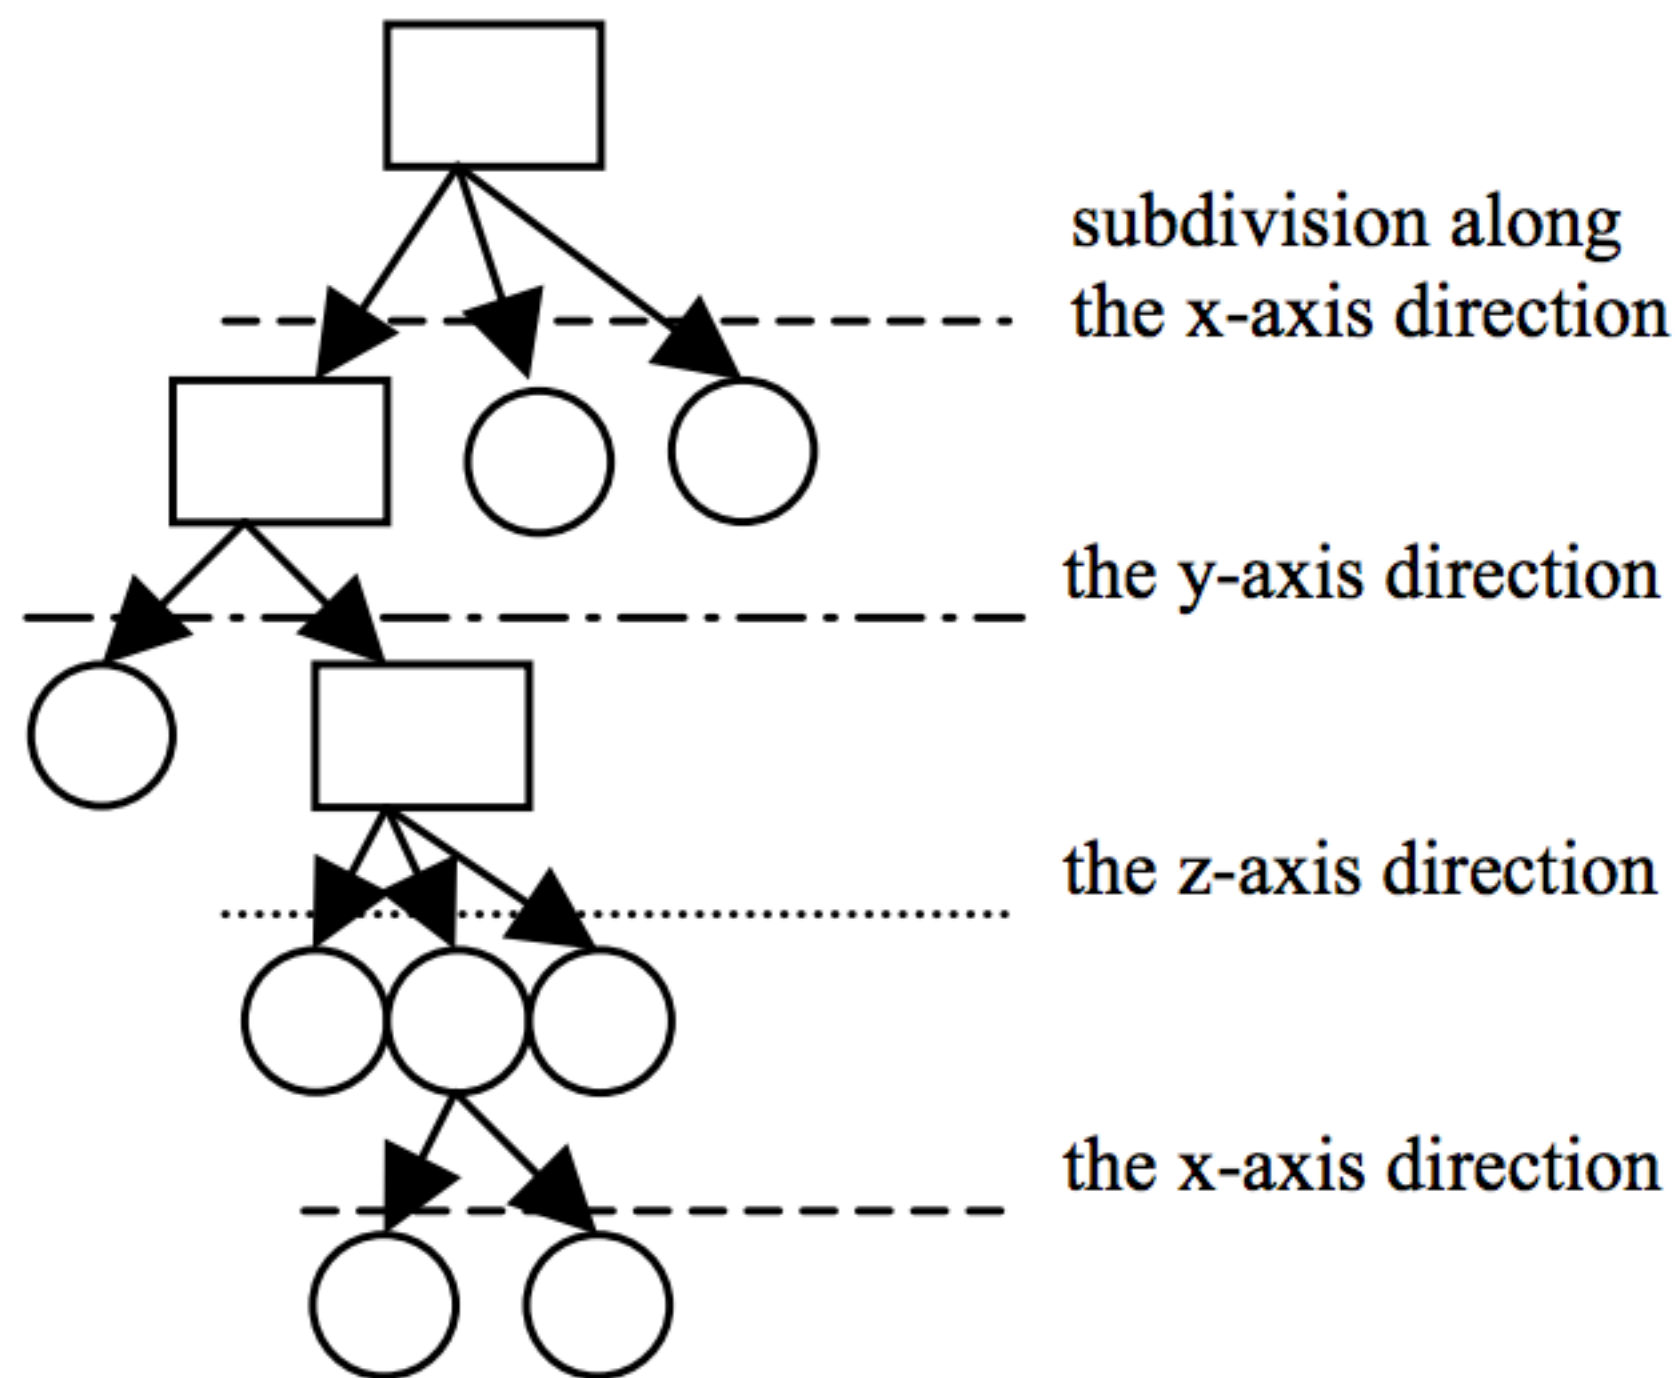 subdivision along
the x-axis direction
the y-axis direction
the z-axis direction
the x-axis direction